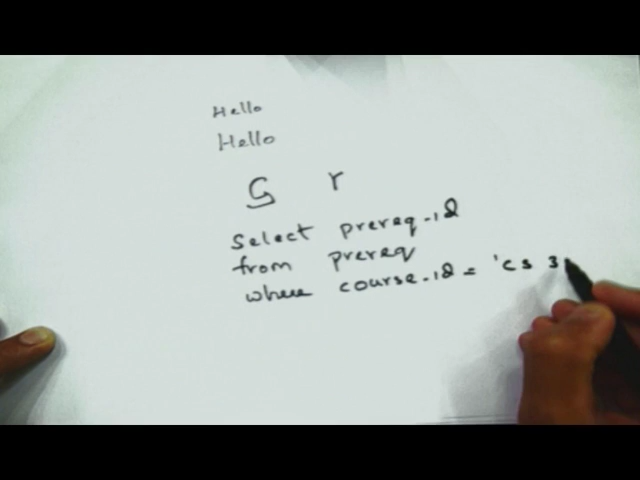 Hello
Hello
G r
Select prereq-id
from prereq
where course-id = 'cs 3